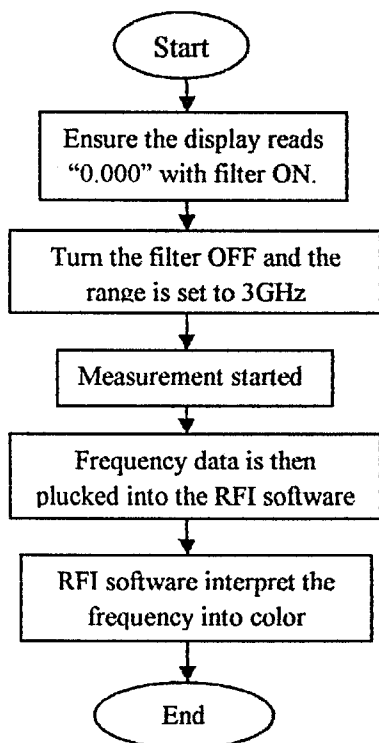 Start
Ensure the display reads
“0.000” with filter ON.
Turn the filter OFF and the
range is set to 3GHz
Measurement started
Frequency data is then
plucked into the RFI software
RFI software interpret the
frequency into color
End